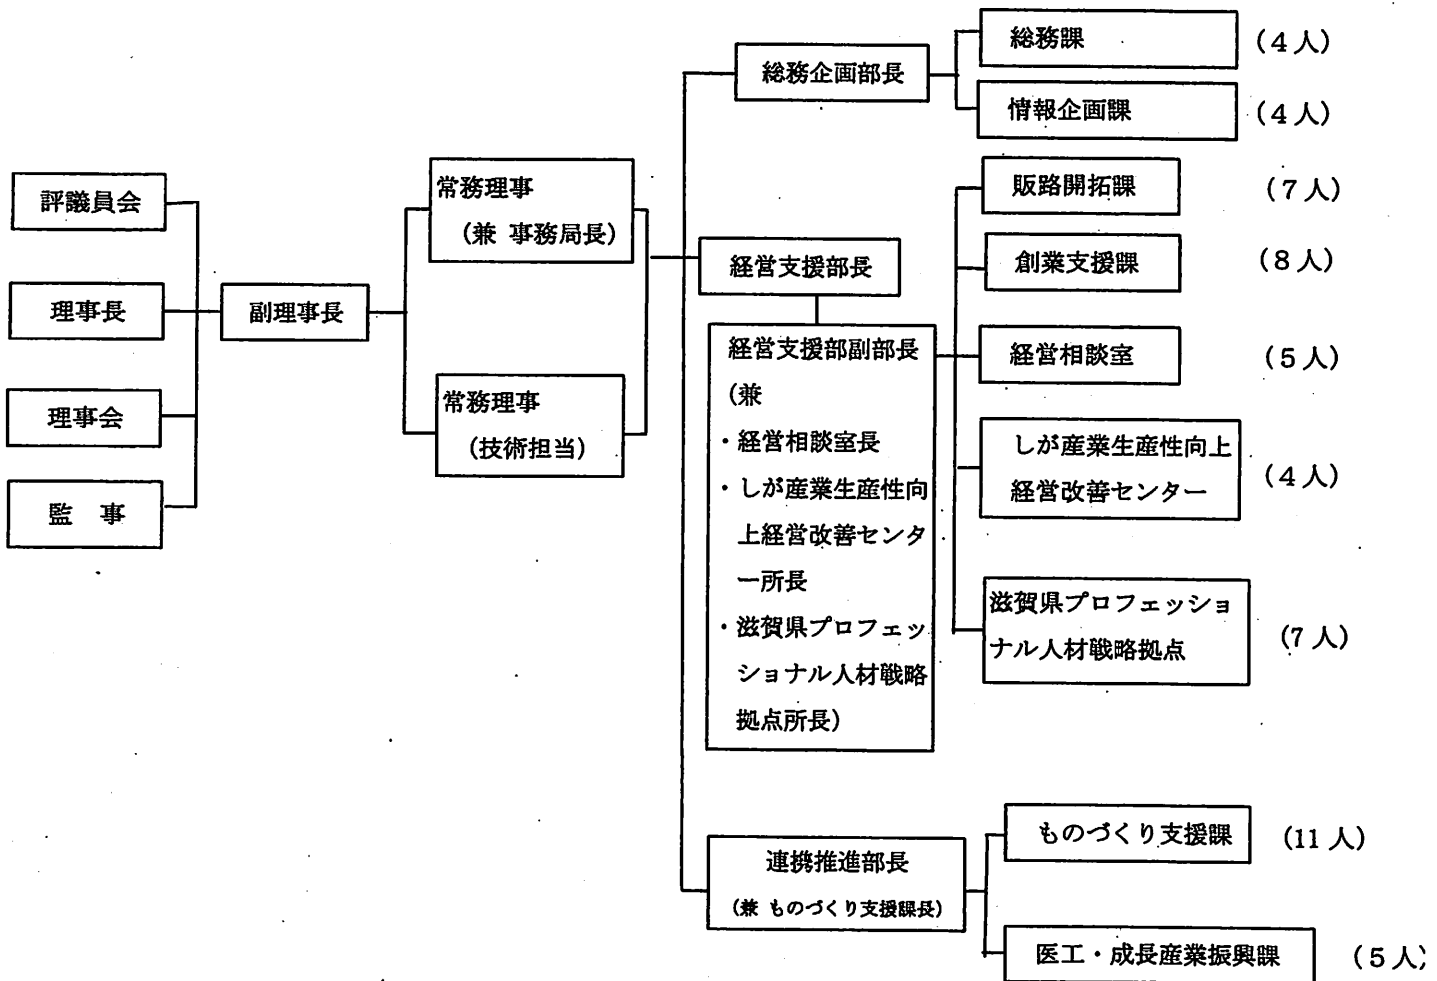 評議員会
理事長
理事会
監　事
副理事長
常務理事
(兼 事務局長)
常務理事
(技術担当)
総務企画部長
総務課
(4人)
情報企画課
(4人)
経営支援部長
経営支援部副部長
(兼
・経営相談室長
・しが産業生産性向
上経営改善センタ
ー所長
・滋賀県プロフェッ
ショナル人材戦略
拠点所長)
販路開拓課
(7人)
創業支援課
(8人)
経営相談室
(5人)
しが産業生産性向上
経営改善センター
(4人)
滋賀県プロフェッショ
ナル人材戦略拠点
(7人)
連携推進部長
(兼 ものづくり支援課長)
ものづくり支援課
(11人)
医工・成長産業振興課
(5人)